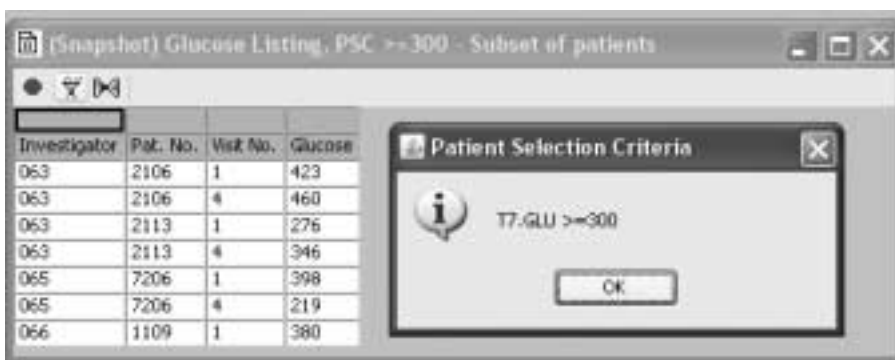 (Snapshot) Glucose Listing. PSC >=300 - Subset of patients
Investigator Pat. No. Visit No. Glucose
063 2106 1 423
063 2106 4 460
063 2113 1 276
063 2113 4 346
065 7206 1 398
065 7206 4 219
066 1109 1 380
Patient Selection Criteria
T7.GLU >=300
OK